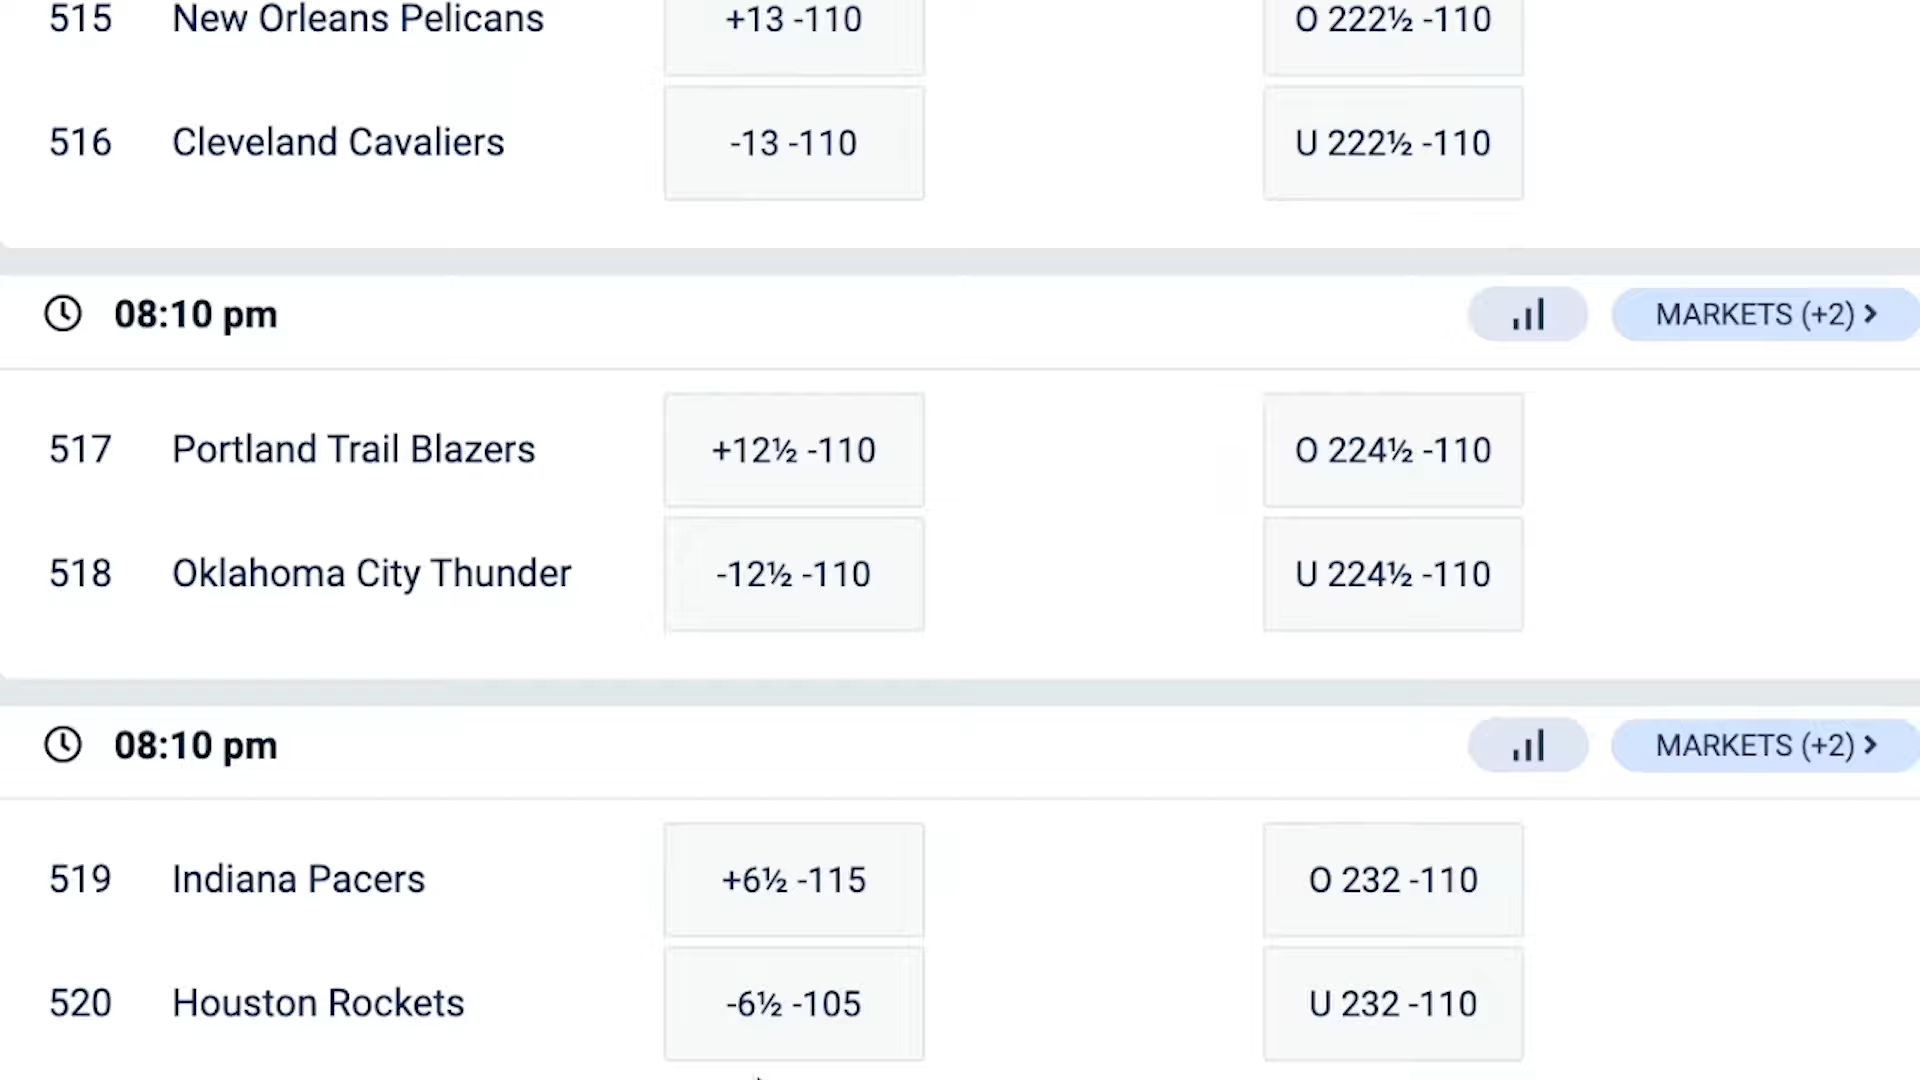 515 New Orleans Pelicans +13 -110 O 222½ -110
516 Cleveland Cavaliers -13 -110 U 222½ -110
08:10 pm MARKETS (+2) >
517 Portland Trail Blazers +12½ -110 O 224½ -110
518 Oklahoma City Thunder -12½ -110 U 224½ -110
08:10 pm MARKETS (+2) >
519 Indiana Pacers +6½ -115 O 232 -110
520 Houston Rockets -6½ -105 U 232 -110